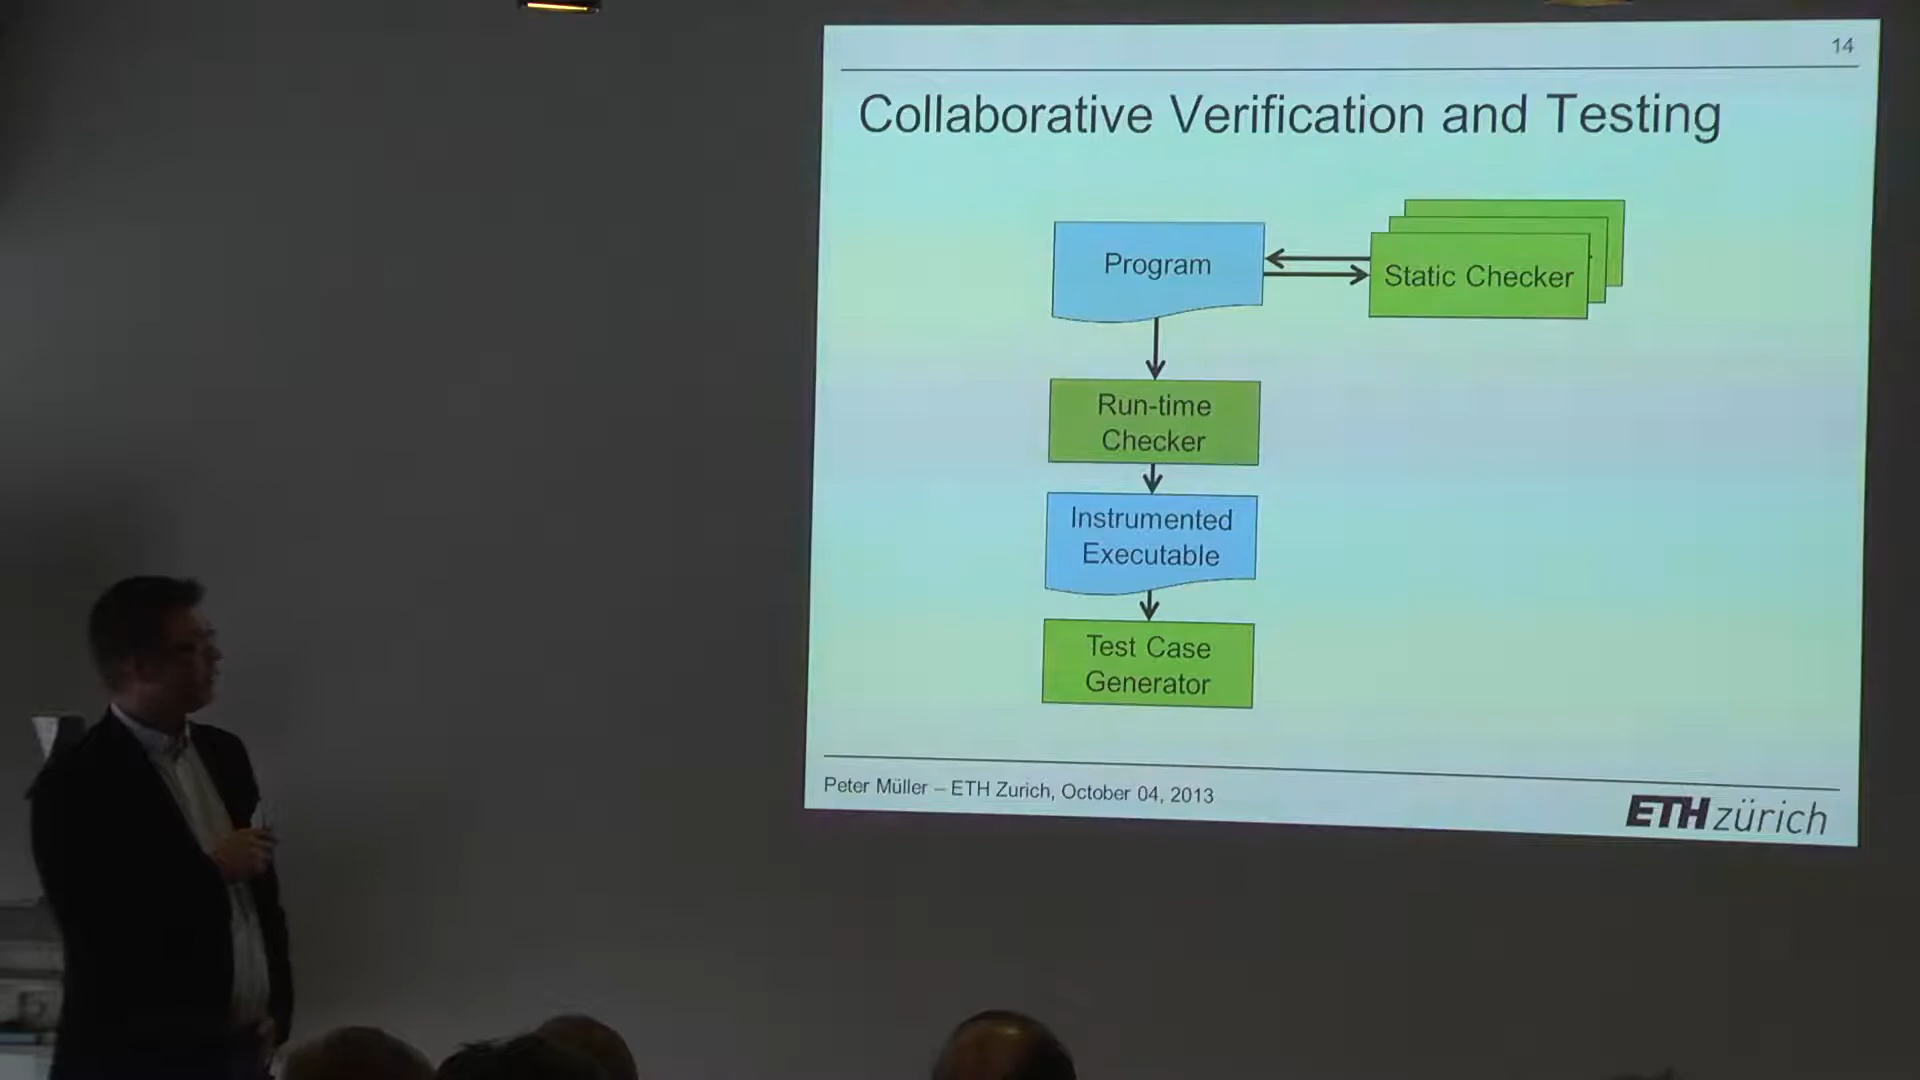 14
Collaborative Verification and Testing
Program
Static Checker
Run-time
Checker
Instrumented
Executable
Test Case
Generator
Peter Müller – ETH Zurich, October 04, 2013
ETH zürich